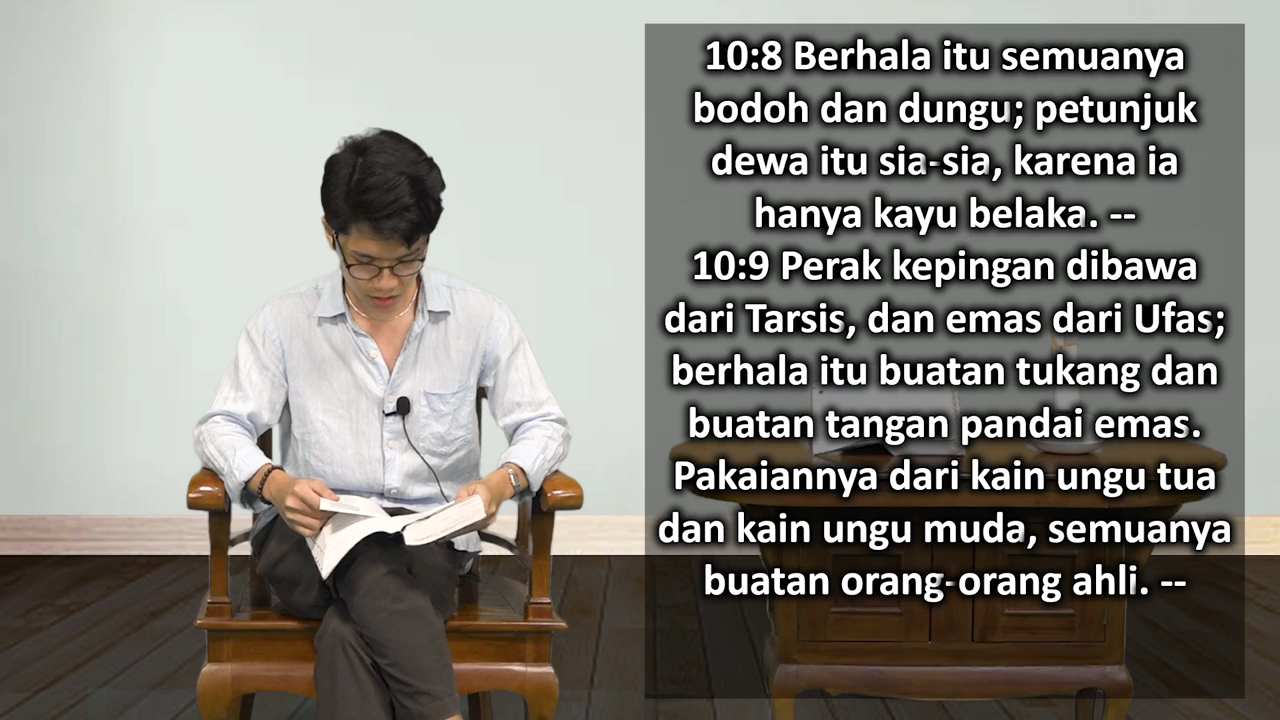 10:8 Berhala itu semuanya
bodoh dan dungu; petunjuk
dewa itu sia-sia, karena ia
hanya kayu belaka. --
10:9 Perak kepingan dibawa
dari Tarsis, dan emas dari Ufas;
berhala itu buatan tukang dan
buatan tangan pandai emas.
Pakaiannya dari kain ungu tua
dan kain ungu muda, semuanya
buatan orang-orang ahli. --